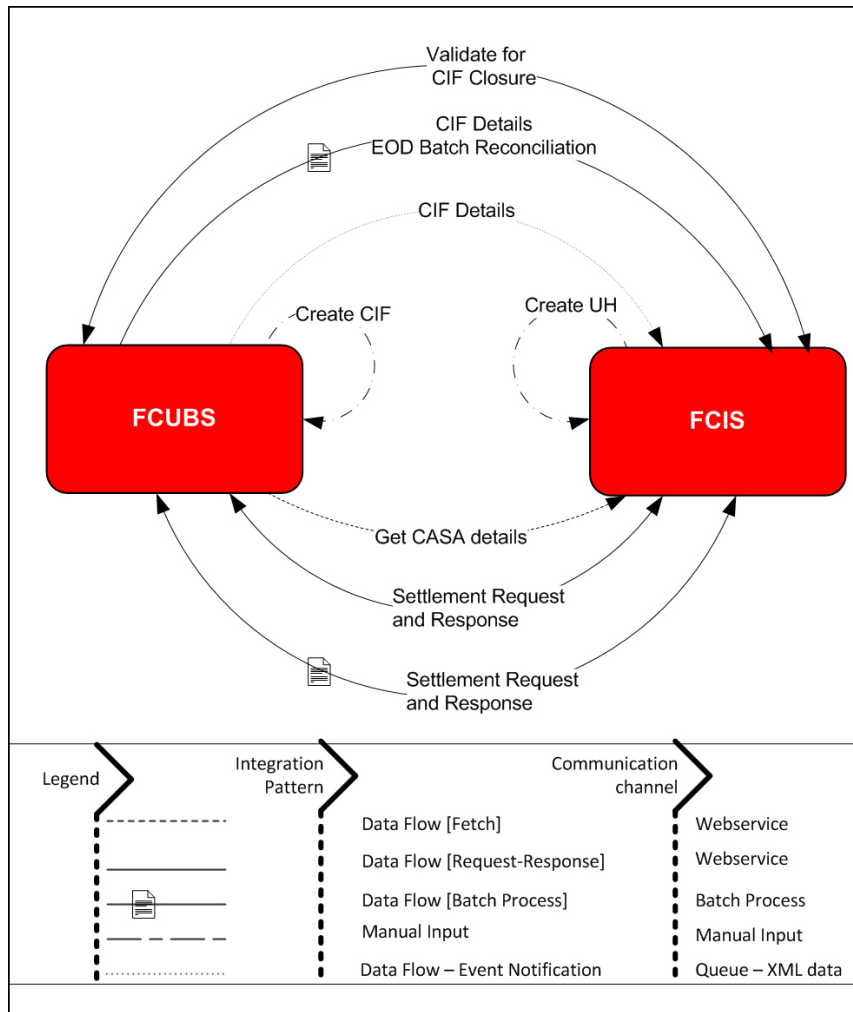 Validate for
CIF Closure
CIF Details
EOD Batch Reconciliation
CIF Details
Create CIF
Create UH
FCUBS
FCIS
Get CASA details
Settlement Request
and Response
Settlement Request
and Response
Legend
Integration
Pattern
Communication
channel
Data Flow [Fetch]
Webservice
Data Flow [Request-Response]
Webservice
Data Flow [Batch Process]
Batch Process
Manual Input
Manual Input
Data Flow – Event Notification
Queue – XML data